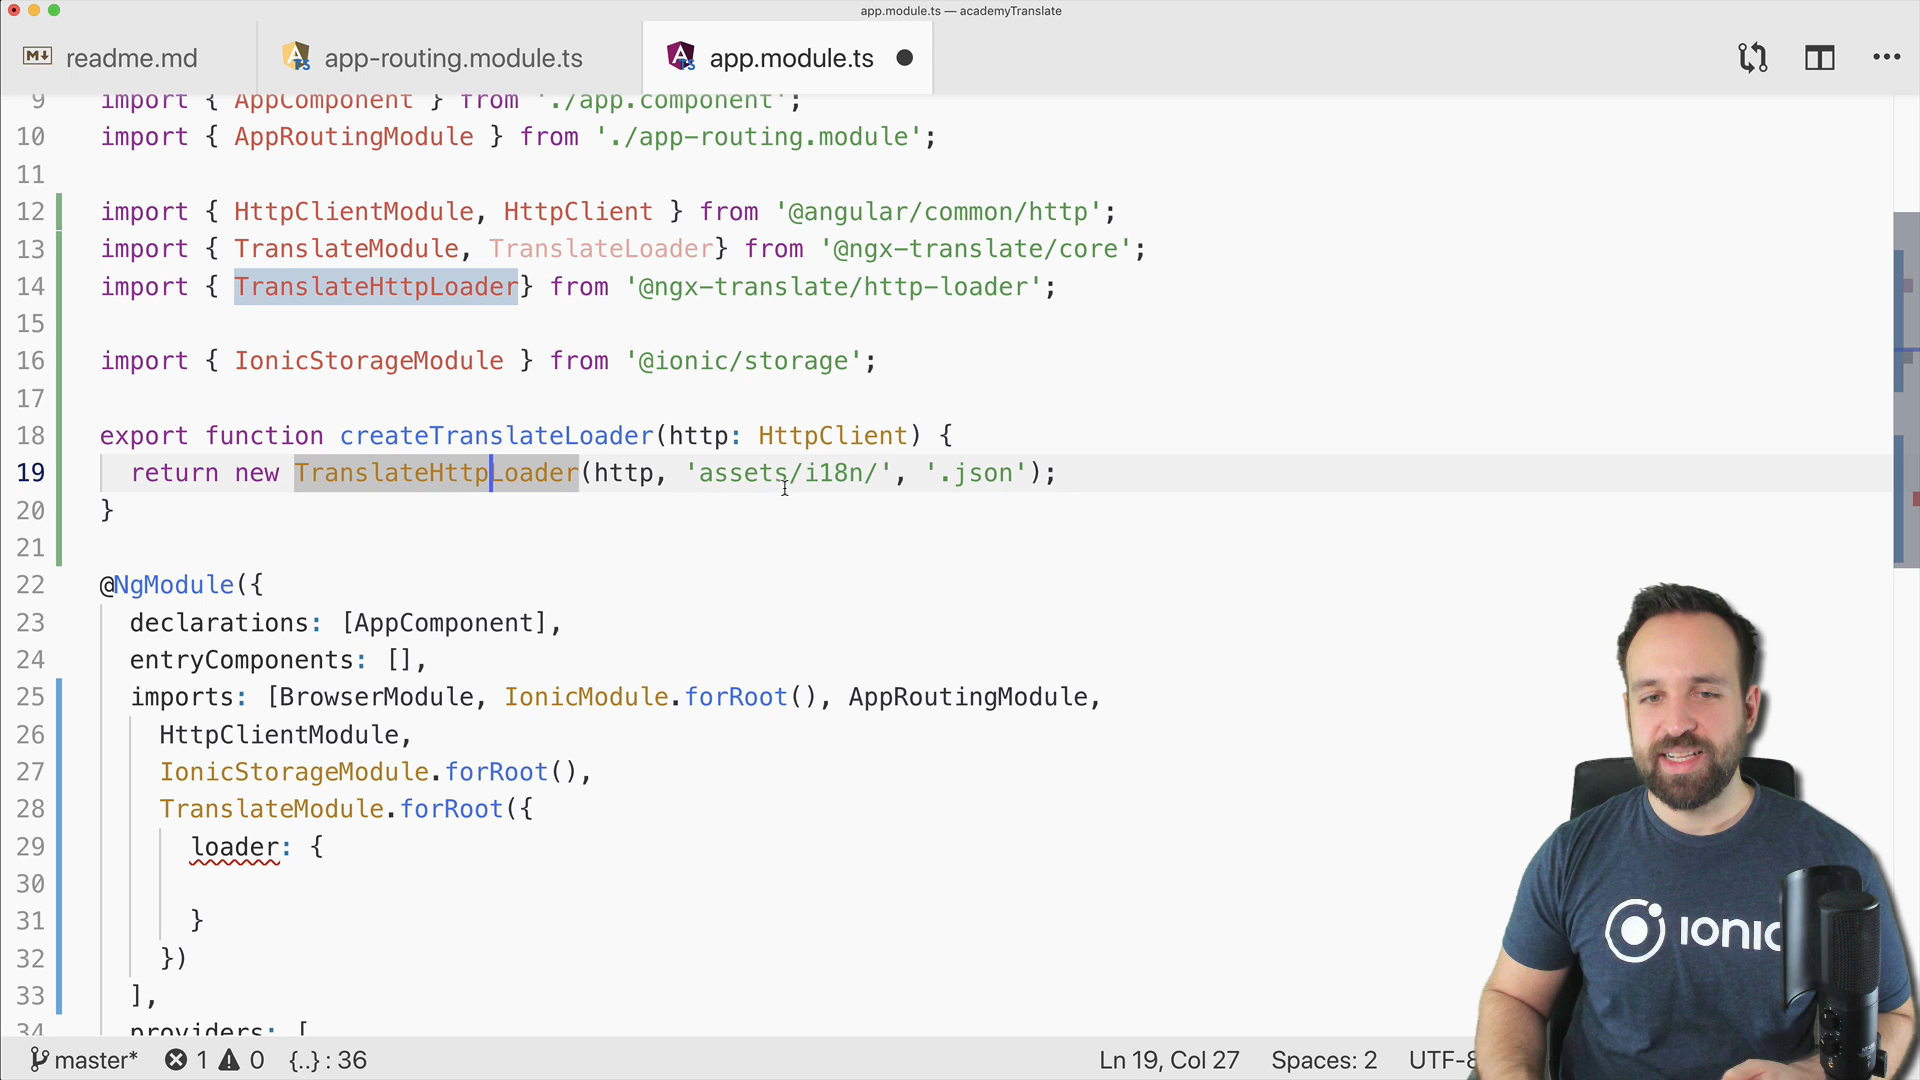 app.module.ts — academyTranslate
readme.md
app-routing.module.ts
app.module.ts
9 import { AppComponent } from './app.component';
10 import { AppRoutingModule } from './app-routing.module';
11
12 import { HttpClientModule, HttpClient } from '@angular/common/http';
13 import { TranslateModule, TranslateLoader} from '@ngx-translate/core';
14 import { TranslateHttpLoader} from '@ngx-translate/http-loader';
15
16 import { IonicStorageModule } from '@ionic/storage';
17
18 export function createTranslateLoader(http: HttpClient) {
19 return new TranslateHttpLoader(http, 'assets/i18n/', '.json');
20 }
21
22 @NgModule({
23 declarations: [AppComponent],
24 entryComponents: [],
25 imports: [BrowserModule, IonicModule.forRoot(), AppRoutingModule,
26 HttpClientModule,
27 IonicStorageModule.forRoot(),
28 TranslateModule.forRoot({
29 loader: {
30
31 }
32 })
33 ],
34 providers: [
master* 1 0 {..} : 36 Ln 19, Col 27 Spaces: 2 UTF-8
ionic